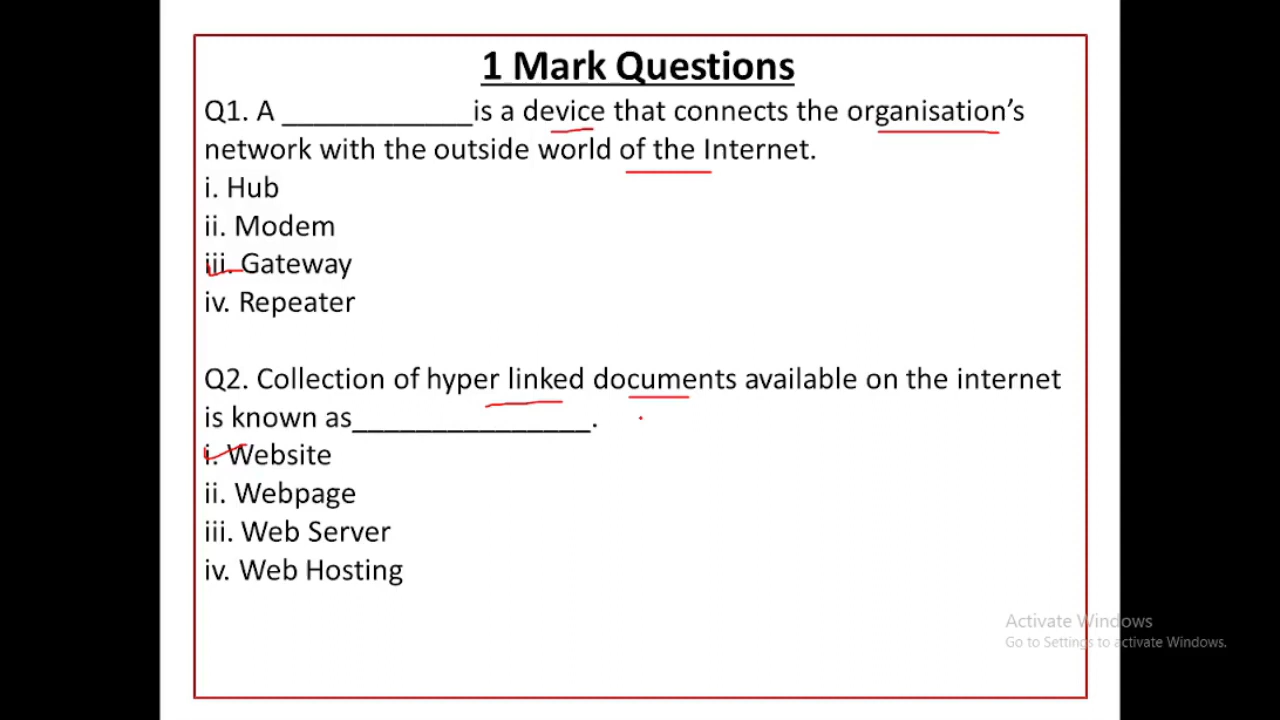 1 Mark Questions
Q1. A _____________is a device that connects the organisation’s
network with the outside world of the Internet.
i. Hub
ii. Modem
iii. Gateway
iv. Repeater
Q2. Collection of hyper linked documents available on the internet
is known as________________.
i. Website
ii. Webpage
iii. Web Server
iv. Web Hosting
Activate Windows
Go to Settings to activate Windows.